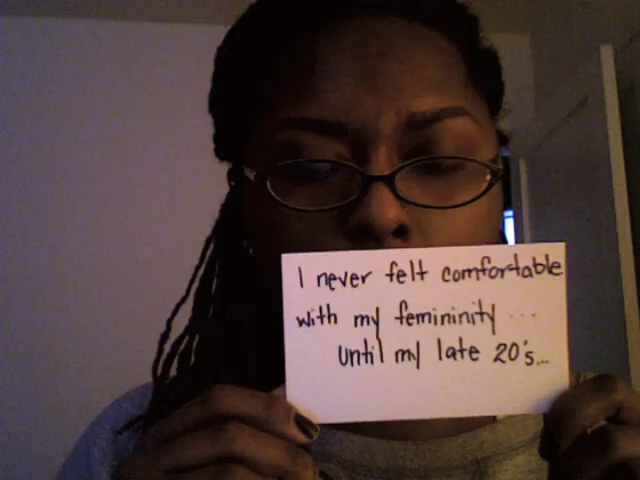 I never felt comfortable
with my femininity ...
until my late 20's...